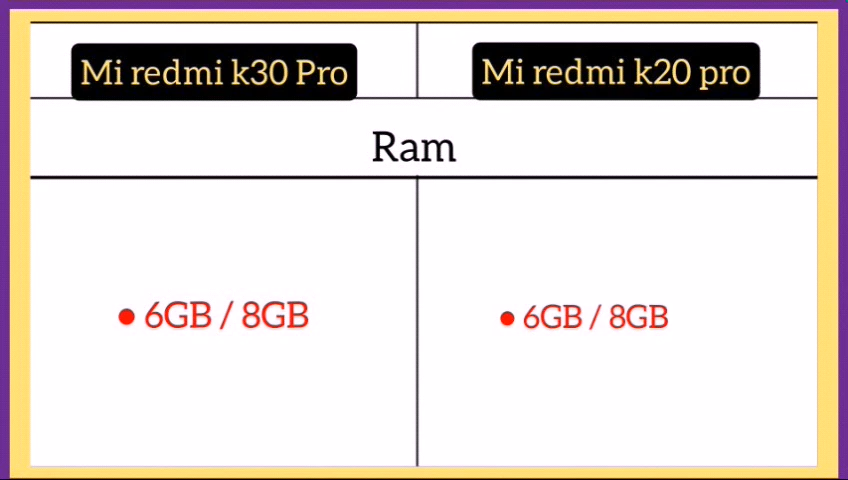 Mi redmi k30 Pro
Mi redmi k20 pro
Ram
• 6GB / 8GB
• 6GB / 8GB